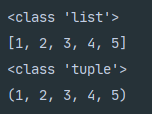 <class 'list'>
[1, 2, 3, 4, 5]
<class 'tuple'>
(1, 2, 3, 4, 5)